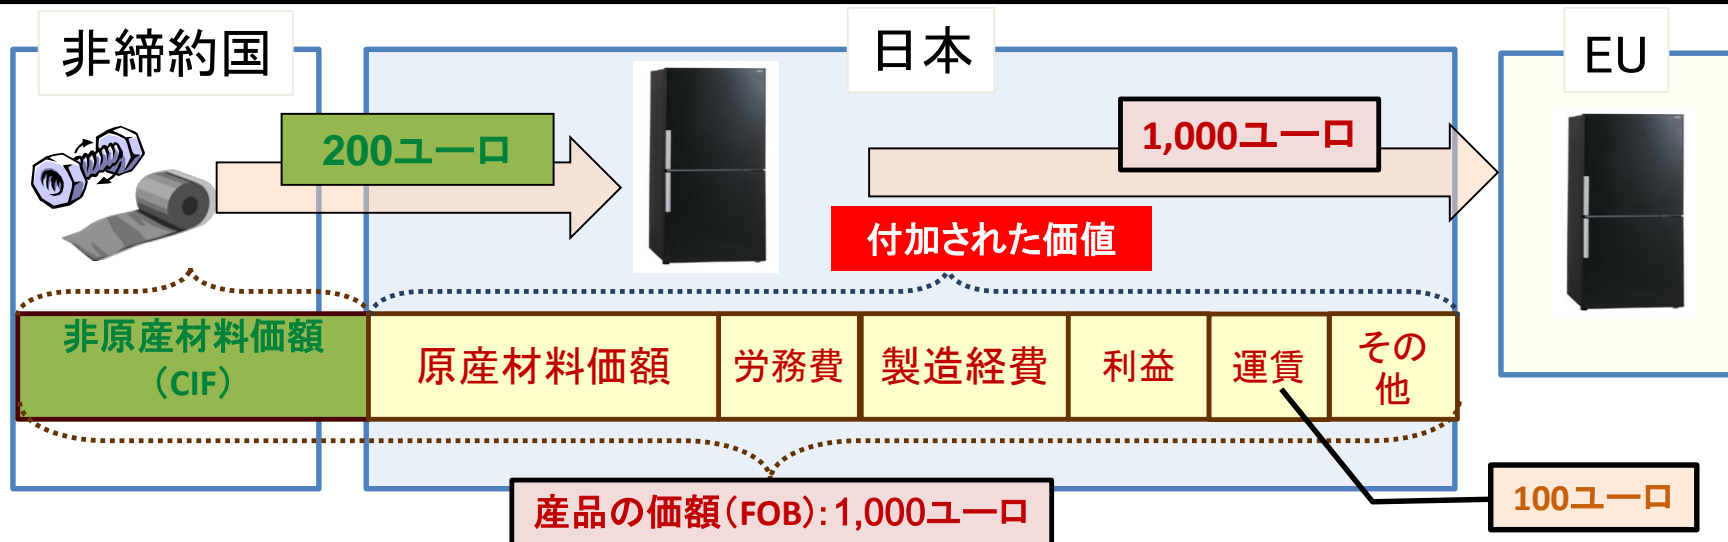 非締約国
日本
EU
200ユーロ
1,000ユーロ
付加された価値
非原産材料価額
（CIF）
原産材料価額
労務費
製造経費
利益
運賃
その
他
産品の価額（FOB）：1,000ユーロ
100ユーロ